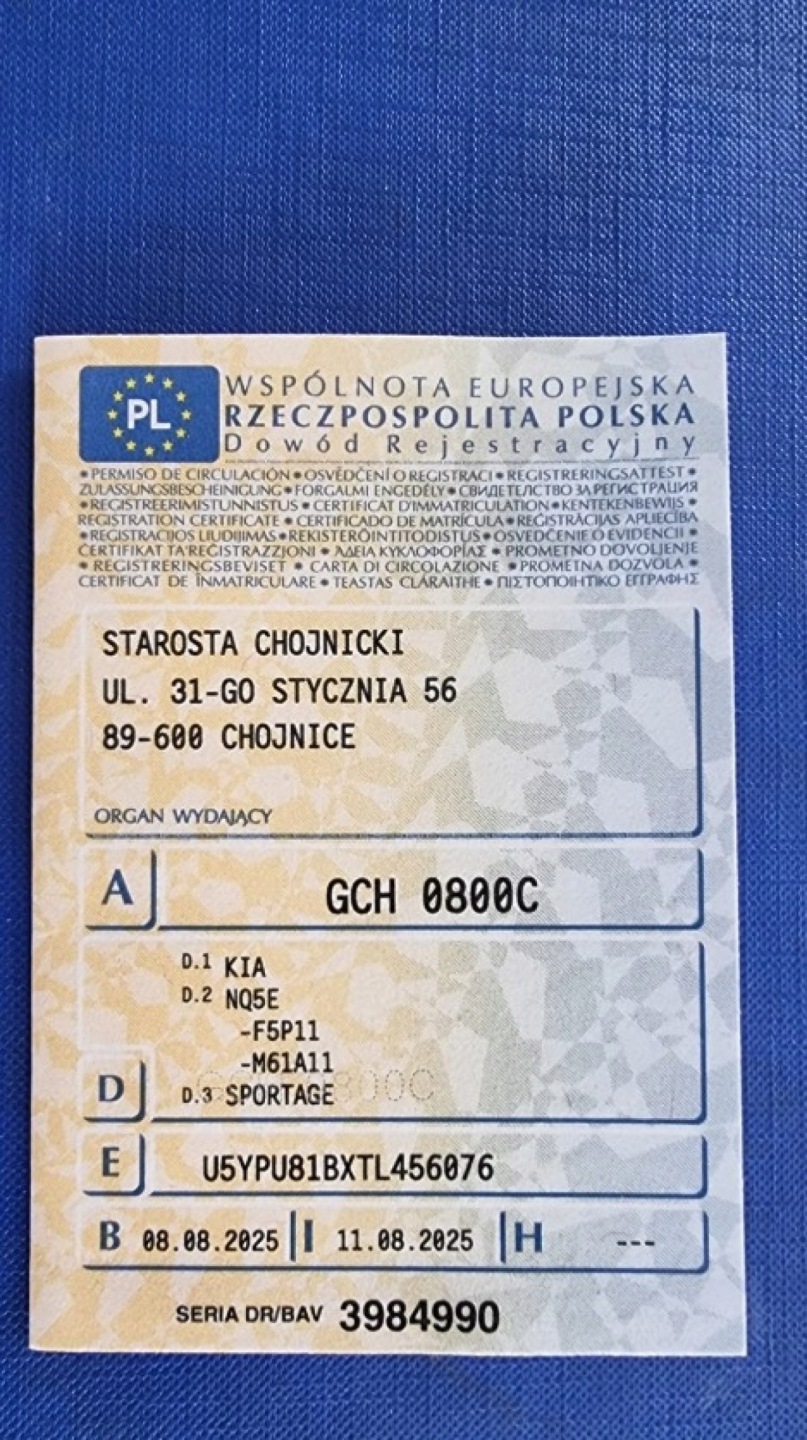 PL
WSPÓLNOTA EUROPEJSKA
RZECZPOSPOLITA POLSKA
Dowód Rejestracyjny
•PERMISO DE CIRCULACIÓN•OSVĚDČENÍ O REGISTRACI•REGISTRERINGSATTEST•
ZULASSUNGSBESCHEINIGUNG•FORGALMI ENGEDÉLY•СВИДЕТЕЛСТВО ЗА РЕГИСТРАЦИЯ
•REGISTREERIMISTUNNISTUS•CERTIFICAT D'IMMATRICULATION•KENTEKENBEWIJS•
REGISTRATION CERTIFICATE•CERTIFICADO DE MATRÍCULA•REĢISTRĀCIJAS APLIECĪBA
•REGISTRACIJOS LIUDIJIMAS•REKISTERÖINTITODISTUS•OSVEDČENIE O EVIDENCII•
ĊERTIFIKAT TA'REĠISTRAZZJONI•ΑΔΕΙΑ ΚΥΚΛΟΦΟΡΙΑΣ•PROMETNO DOVOLJENJE
•REGISTRERINGSBEVISET•CARTA DI CIRCOLAZIONE•PROMETNA DOZVOLA•
CERTIFICAT DE ÎNMATRICULARE•TEASTAS CLÁRAITHE•ΠΙΣΤΟΠΟΙΗΤΙΚΟ ΕΓΓΡΑΦΗΣ
STAROSTA CHOJNICKI
UL. 31-GO STYCZNIA 56
89-600 CHOJNICE
ORGAN WYDAJĄCY
A GCH 0800C
D.1 KIA
D.2 NQ5E
-F5P11
-M61A11
D D.3 SPORTAGE
E U5YPU81BXTL456076
B 08.08.2025 I 11.08.2025 H ---
SERIA DR/BAV 3984990